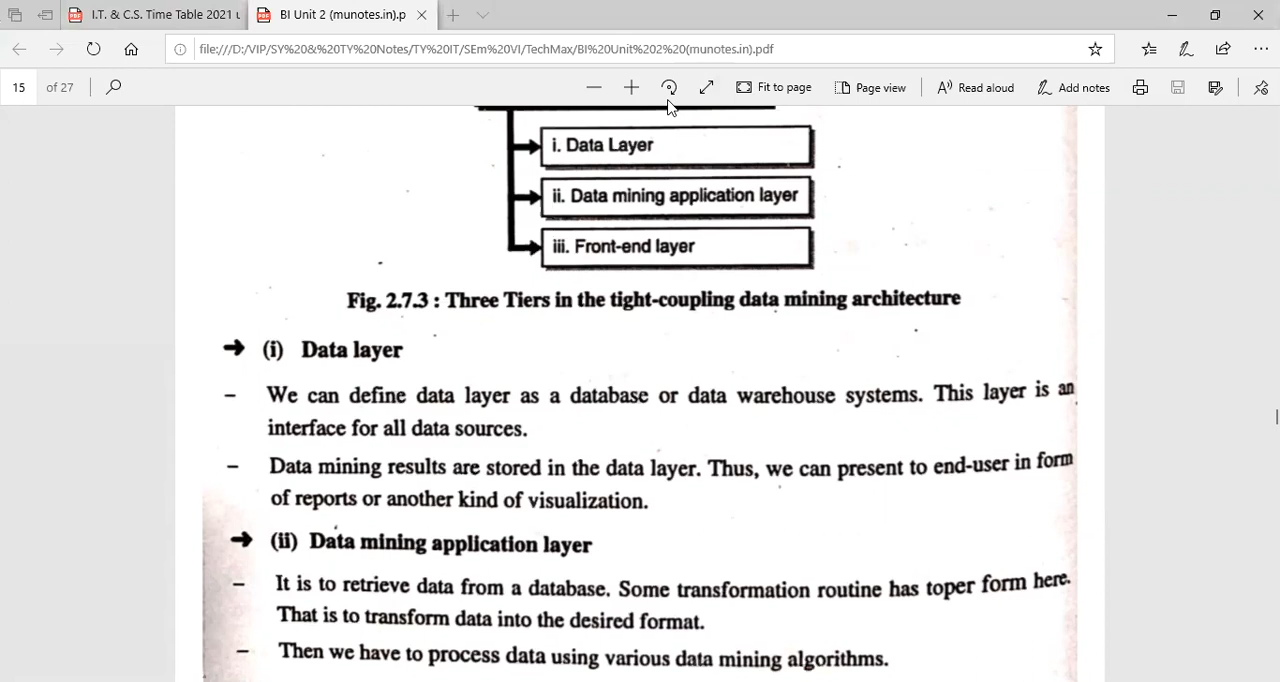 I.T. & C.S. Time Table 2021 u
BI Unit 2 (munotes.in).p
file:///D:/VIP/SY%20&%20TY%20Notes/TY%20IT/SEm%20VI/TechMax/BI%20Unit%202%20(munotes.in).pdf
15 of 27
Fit to page
Page view
Read aloud
Add notes
i. Data Layer
ii. Data mining application layer
iii. Front-end layer
Fig. 2.7.3 : Three Tiers in the tight-coupling data mining architecture
➔ (i) Data layer
– We can define data layer as a database or data warehouse systems. This layer is an
interface for all data sources.
– Data mining results are stored in the data layer. Thus, we can present to end-user in form
of reports or another kind of visualization.
➔ (ii) Data mining application layer
– It is to retrieve data from a database. Some transformation routine has toper form here.
That is to transform data into the desired format.
– Then we have to process data using various data mining algorithms.